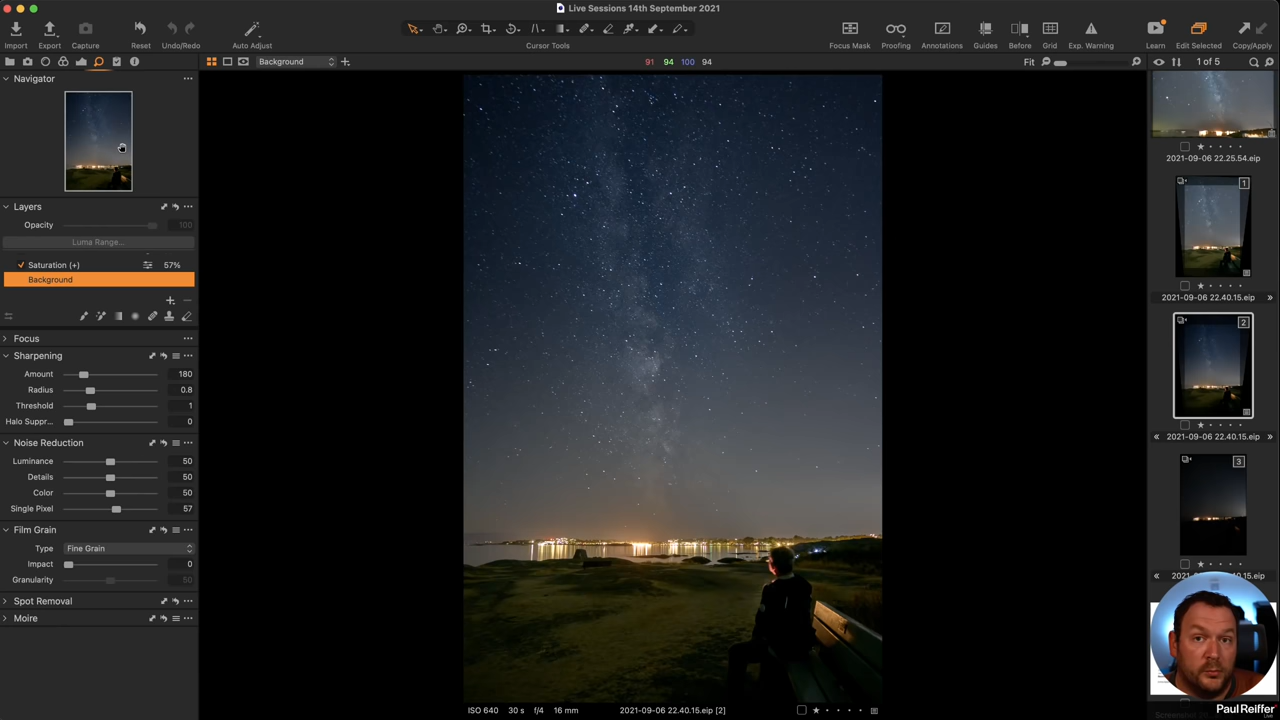 Live Sessions 14th September 2021
Import
Export
Capture
Reset
Undo/Redo
Auto Adjust
Cursor Tools
Focus Mask
Proofing
Annotations
Guides
Before
Grid
Exp. Warning
Learn
Edit Selected
Copy/Apply
Background
91 94 100 94
Fit
1 of 5
Navigator
Layers
Opacity 100
Luma Range...
Saturation (+) 57%
Background
Focus
Sharpening
Amount 180
Radius 0.8
Threshold 1
Halo Suppr... 0
Noise Reduction
Luminance 50
Details 50
Color 50
Single Pixel 57
Film Grain
Type Fine Grain
Impact 0
Granularity 50
Spot Removal
Moire
2021-09-06 22.25.54.eip
1
2021-09-06 22.40.15.eip
2
2021-09-06 22.40.15.eip
3
ISO 640 30 s f/4 16 mm
2021-09-06 22.40.15.eip [2]
Paul Reiffer